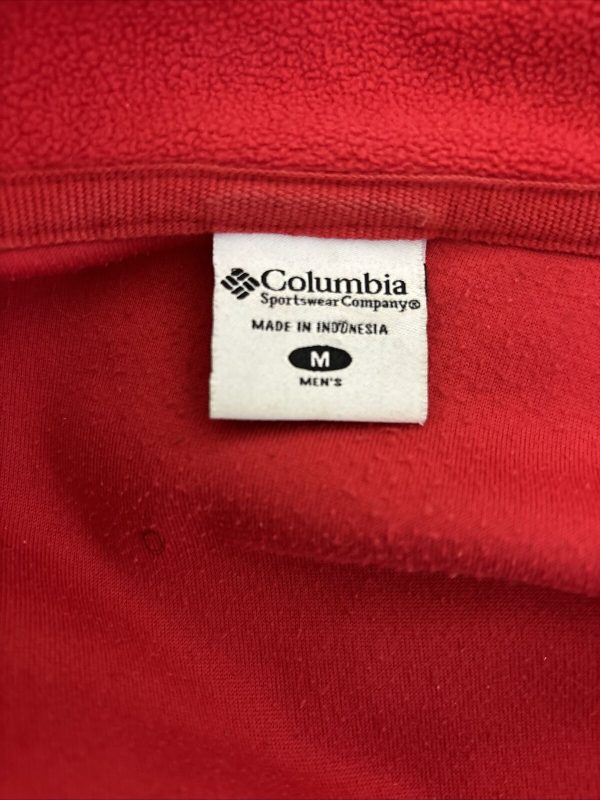 Columbia
Sportswear Company®
MADE IN INDONESIA
M
MEN'S